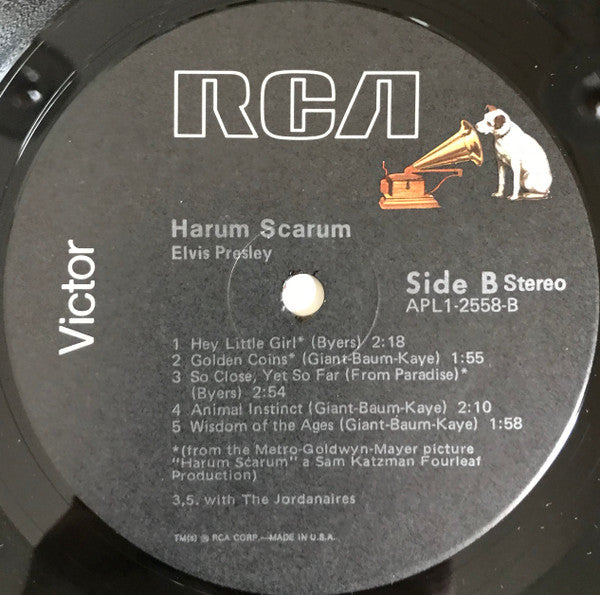 RCA
Victor
Harum Scarum
Elvis Presley
Side B Stereo
APL1-2558-B
1 Hey Little Girl* (Byers) 2:18
2 Golden Coins* (Giant-Baum-Kaye) 1:55
3 So Close, Yet So Far (From Paradise)*
(Byers) 2:54
4 Animal Instinct (Giant-Baum-Kaye) 2:10
5 Wisdom of the Ages (Giant-Baum-Kaye) 1:58
*(from the Metro-Goldwyn-Mayer picture
"Harum Scarum" a Sam Katzman Fourleaf
Production)
3,5. with The Jordanaires
TM(s) ® RCA CORP.—MADE IN U.S.A.